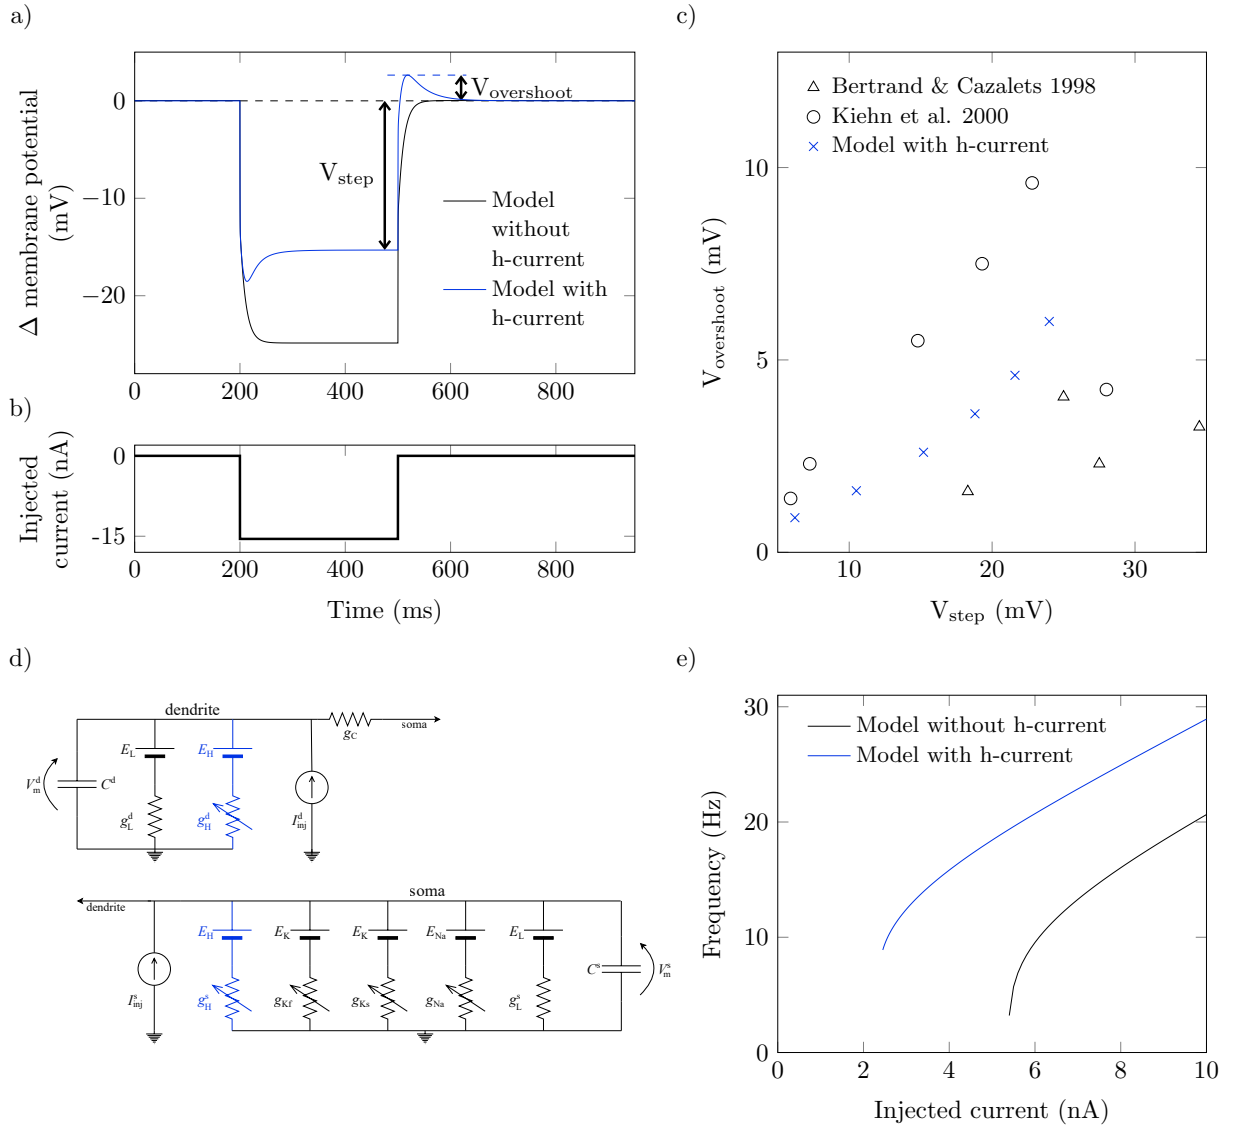 a)
Δ membrane potential
(mV)
0
−10
−20
0
200
400
600
800
V_overshoot
V_step
Model
without
h-current
Model with
h-current
b)
Injected
current (nA)
0
-15
0
200
400
600
800
Time (ms)
c)
V_overshoot (mV)
10
5
0
Bertrand & Cazalets 1998
Kiehn et al. 2000
Model with h-current
10
20
30
V_step (mV)
d)
dendrite
soma
g_C
E_L
E_H
V_m^d
C^d
g_L^d
g_H^d
I_inj^d
soma
dendrite
E_H
E_K
E_K
E_Na
E_L
C^s
V_m^s
I_inj^s
g_H^s
g_Kf
g_Ks
g_Na
g_L^s
e)
Frequency (Hz)
30
20
10
0
Model without h-current
Model with h-current
0
2
4
6
8
10
Injected current (nA)